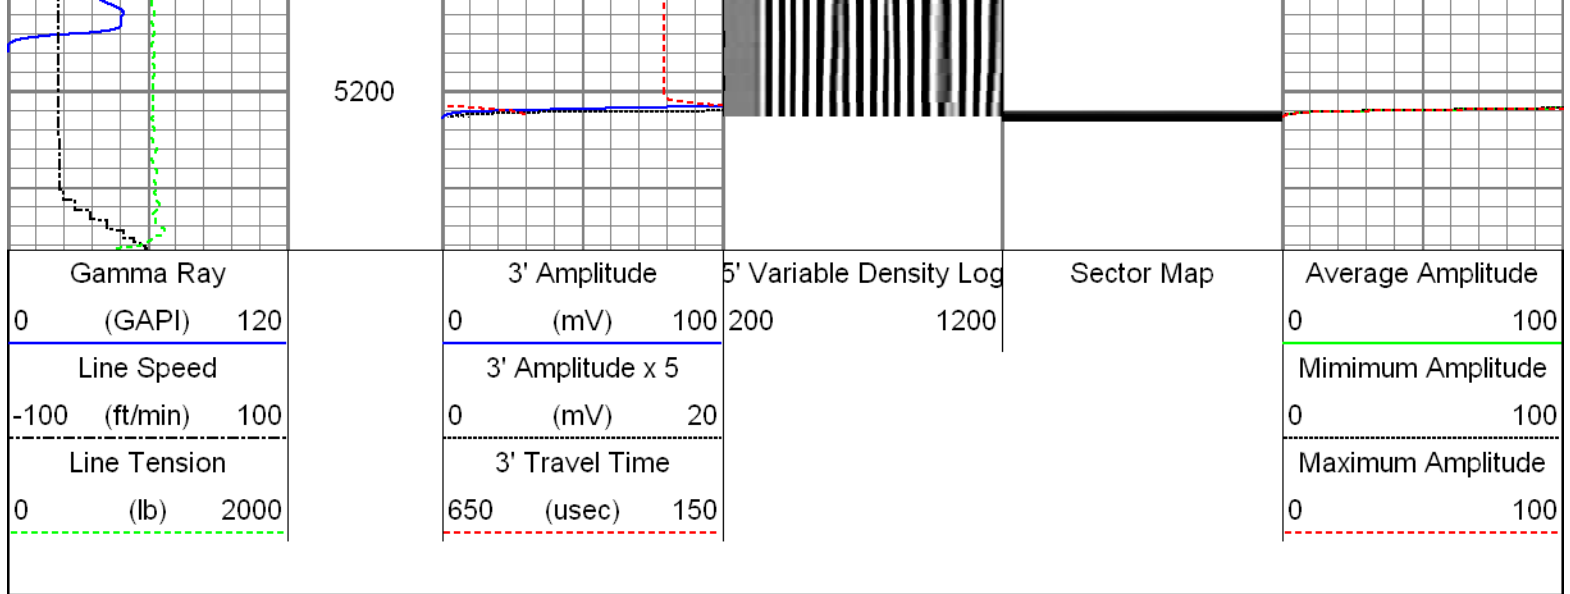 5200
Gamma Ray
0 (GAPI) 120
Line Speed
-100 (ft/min) 100
Line Tension
0 (lb) 2000
3' Amplitude
0 (mV) 100
3' Amplitude x 5
0 (mV) 20
3' Travel Time
650 (usec) 150
5' Variable Density Log
200 1200
Sector Map
Average Amplitude
0 100
Mimimum Amplitude
0 100
Maximum Amplitude
0 100